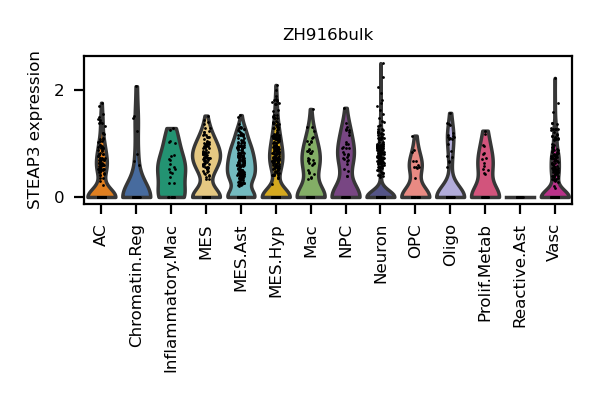 ZH916bulk
STEAP3 expression
2
0
AC
Chromatin.Reg
Inflammatory.Mac
MES
MES.Ast
MES.Hyp
Mac
NPC
Neuron
OPC
Oligo
Prolif.Metab
Reactive.Ast
Vasc